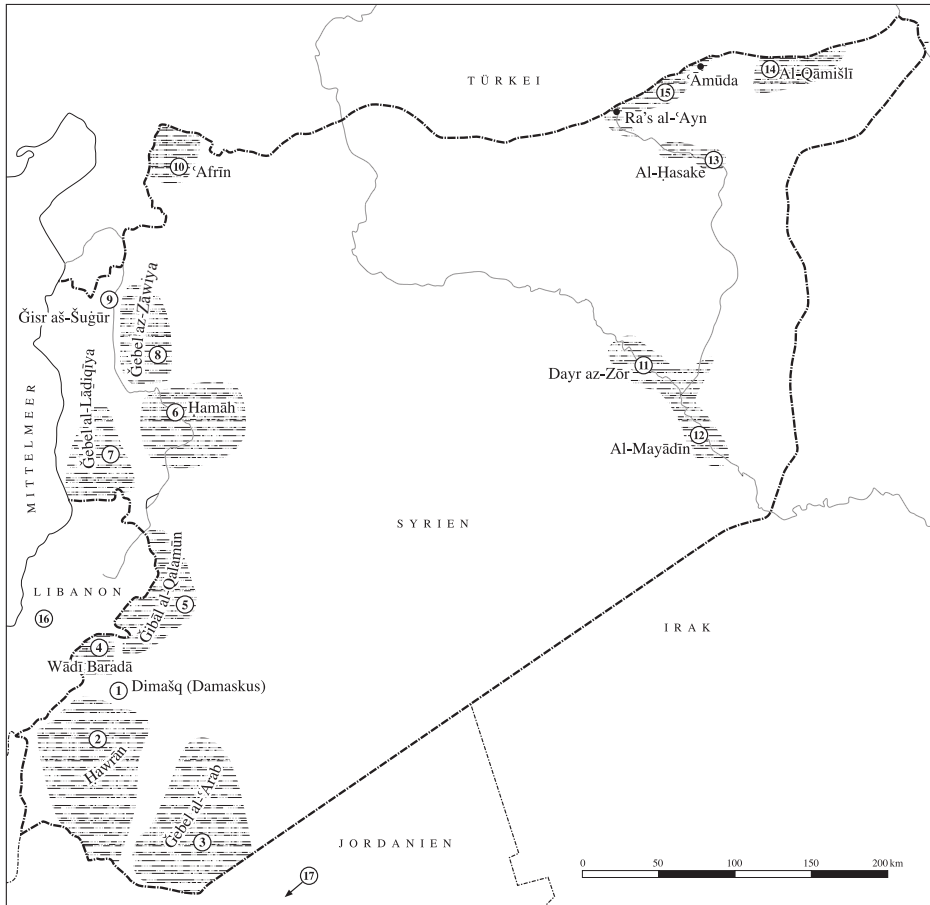 TÜRKEI
ʿĀmūda
⑭ Al-Qāmišlī
⑮
Ra's al-ʿAyn
⑩ ʿAfrīn
⑬
Al-Ḥasake
⑨
Ǧisr aš-Šuġūr
Ǧebel az-Zāwiya
⑧
⑪
Dayr az-Zōr
⑥ Ḥamāh
⑫
Al-Mayādīn
Ǧebel al-Lādiqīya
⑦
MITTELMEER
SYRIEN
Ǧibāl al-Qalamūn
⑤
LIBANON
⑯
IRAK
④
Wādī Baradā
① Dimašq (Damaskus)
②
Ḥawrān
Ǧebel al-ʿArab
③
JORDANIEN
⑰
0 50 100 150 200 km